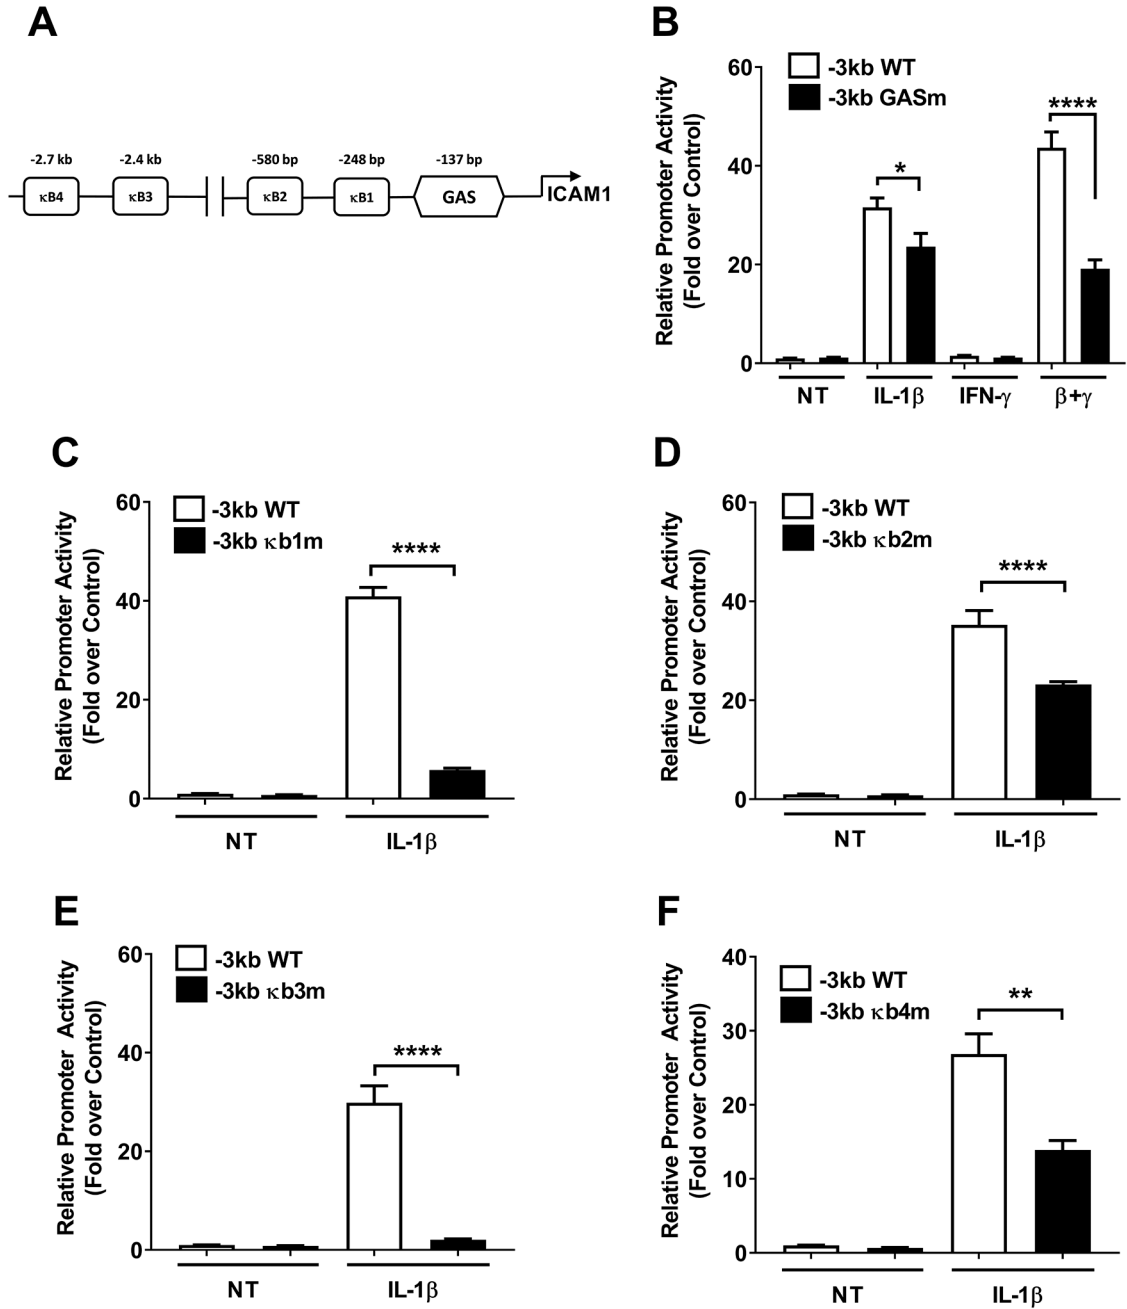 A
-2.7 kb
-2.4 kb
-580 bp
-248 bp
-137 bp
κB4
κB3
κB2
κB1
GAS
ICAM1
B
-3kb WT
-3kb GASm
Relative Promoter Activity
(Fold over Control)
60
40
20
0
*
****
NT
IL-1β
IFN-γ
β+γ
C
-3kb WT
-3kb κb1m
Relative Promoter Activity
(Fold over Control)
60
40
20
0
****
NT
IL-1β
D
-3kb WT
-3kb κb2m
Relative Promoter Activity
(Fold over Control)
60
40
20
0
****
NT
IL-1β
E
-3kb WT
-3kb κb3m
Relative Promoter Activity
(Fold over Control)
60
40
20
0
****
NT
IL-1β
F
-3kb WT
-3kb κb4m
Relative Promoter Activity
(Fold over Control)
40
30
20
10
0
**
NT
IL-1β